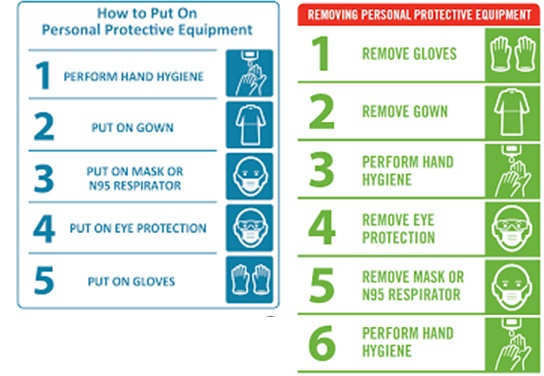 How to Put On
Personal Protective Equipment
1 PERFORM HAND HYGIENE
2 PUT ON GOWN
3 PUT ON MASK OR
N95 RESPIRATOR
4 PUT ON EYE PROTECTION
5 PUT ON GLOVES
REMOVING PERSONAL PROTECTIVE EQUIPMENT
1 REMOVE GLOVES
2 REMOVE GOWN
3 PERFORM HAND
HYGIENE
4 REMOVE EYE
PROTECTION
5 REMOVE MASK OR
N95 RESPIRATOR
6 PERFORM HAND
HYGIENE